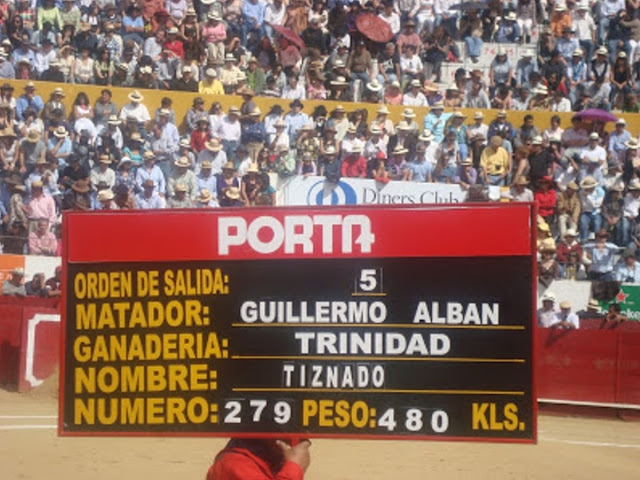 Diners Club
PORTA
ORDEN DE SALIDA: 5
MATADOR: GUILLERMO ALBAN
GANADERIA: TRINIDAD
NOMBRE: TIZNADO
NUMERO: 279 PESO: 480 KLS.